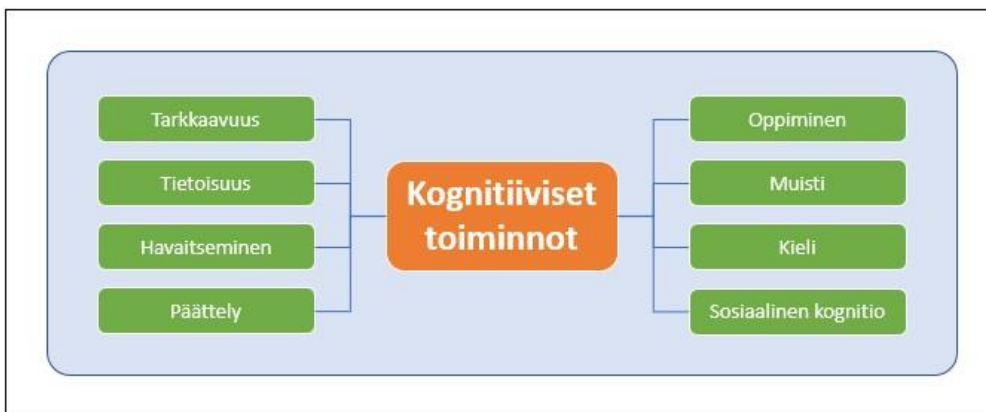 Tarkkaavuus
Tietoisuus
Havaitseminen
Päättely
Kognitiiviset
toiminnot
Oppiminen
Muisti
Kieli
Sosiaalinen kognitio